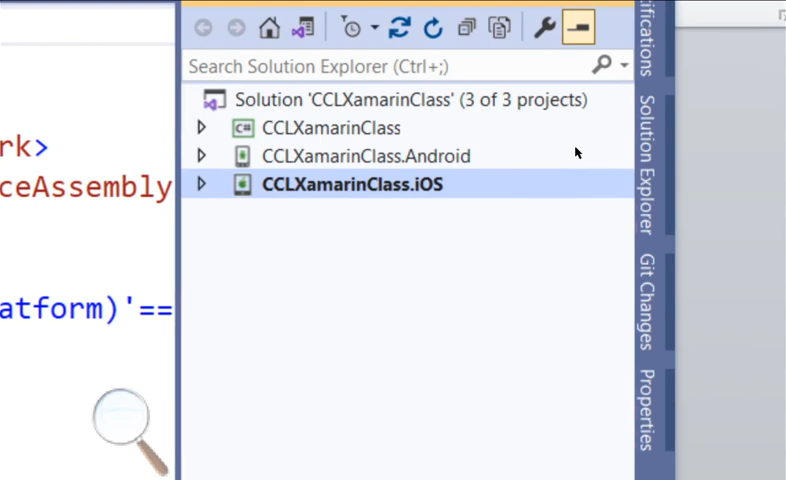 Search Solution Explorer (Ctrl+;)
Solution 'CCLXamarinClass' (3 of 3 projects)
C# CCLXamarinClass
CCLXamarinClass.Android
CCLXamarinClass.iOS
rk>
ceAssembly
atform)'==
ifications
Solution Explorer
Git Changes
Properties